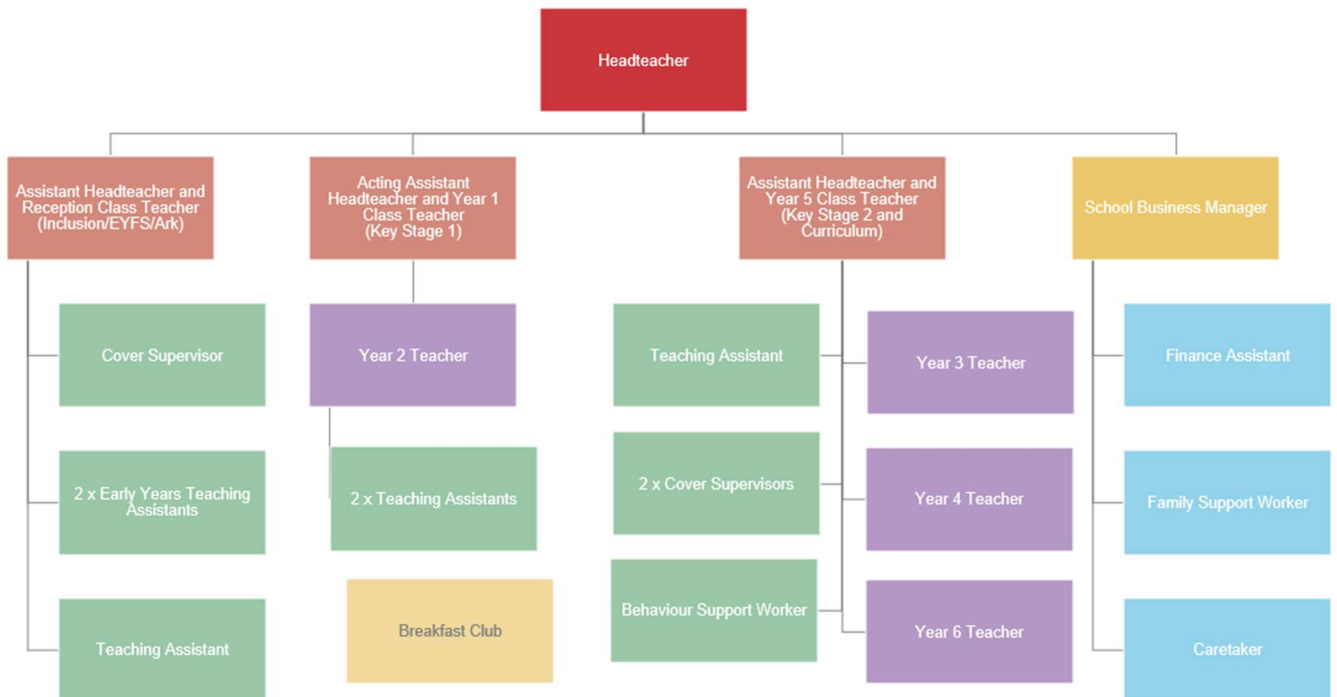 Headteacher
Assistant Headteacher and
Reception Class Teacher
(Inclusion/EYFS/Ark)
Acting Assistant
Headteacher and Year 1
Class Teacher
(Key Stage 1)
Assistant Headteacher and
Year 5 Class Teacher
(Key Stage 2 and
Curriculum)
School Business Manager
Cover Supervisor
Year 2 Teacher
Teaching Assistant
Year 3 Teacher
Finance Assistant
2 x Early Years Teaching
Assistants
2 x Teaching Assistants
2 x Cover Supervisors
Year 4 Teacher
Family Support Worker
Teaching Assistant
Breakfast Club
Behaviour Support Worker
Year 6 Teacher
Caretaker